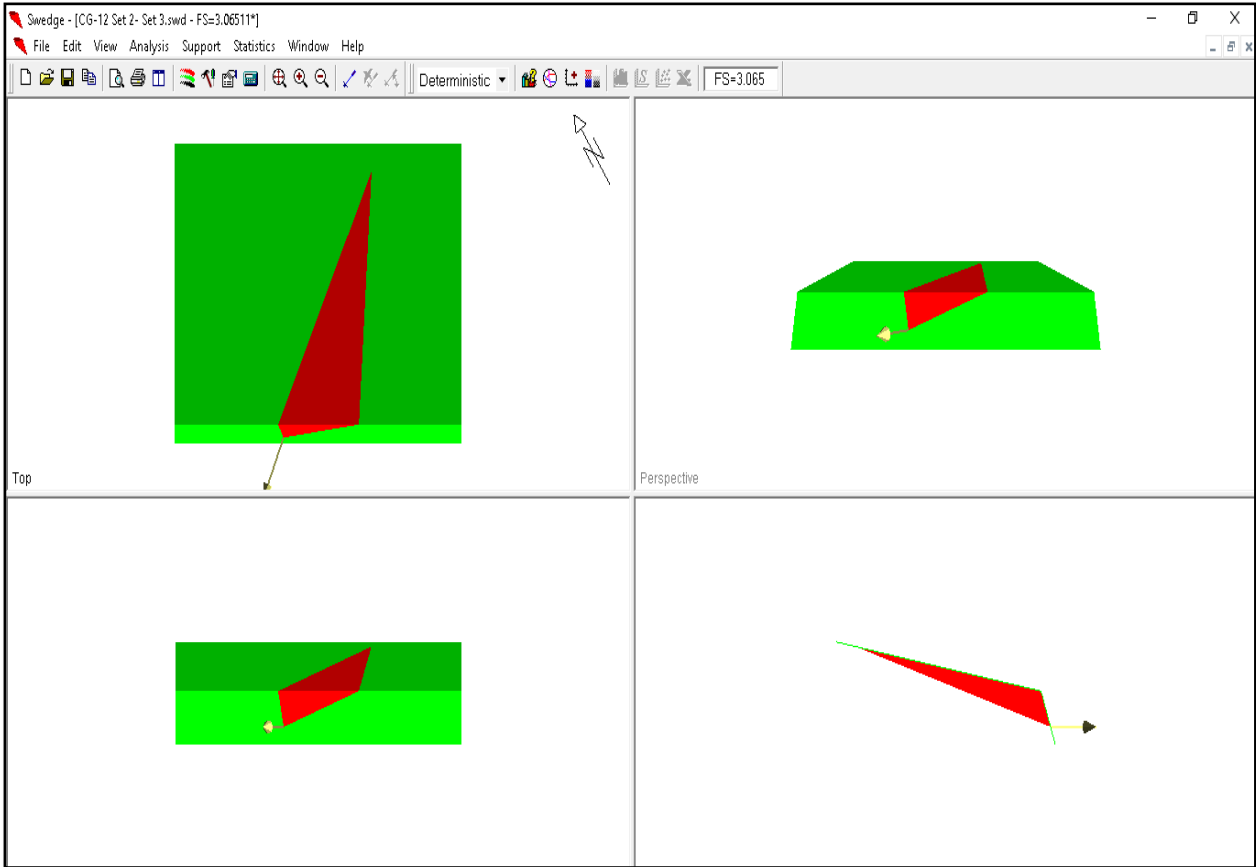 Swedge - [CG-12 Set 2- Set 3.swd - FS=3.06511*]
File Edit View Analysis Support Statistics Window Help
Deterministic FS=3.065
N
Top
Perspective